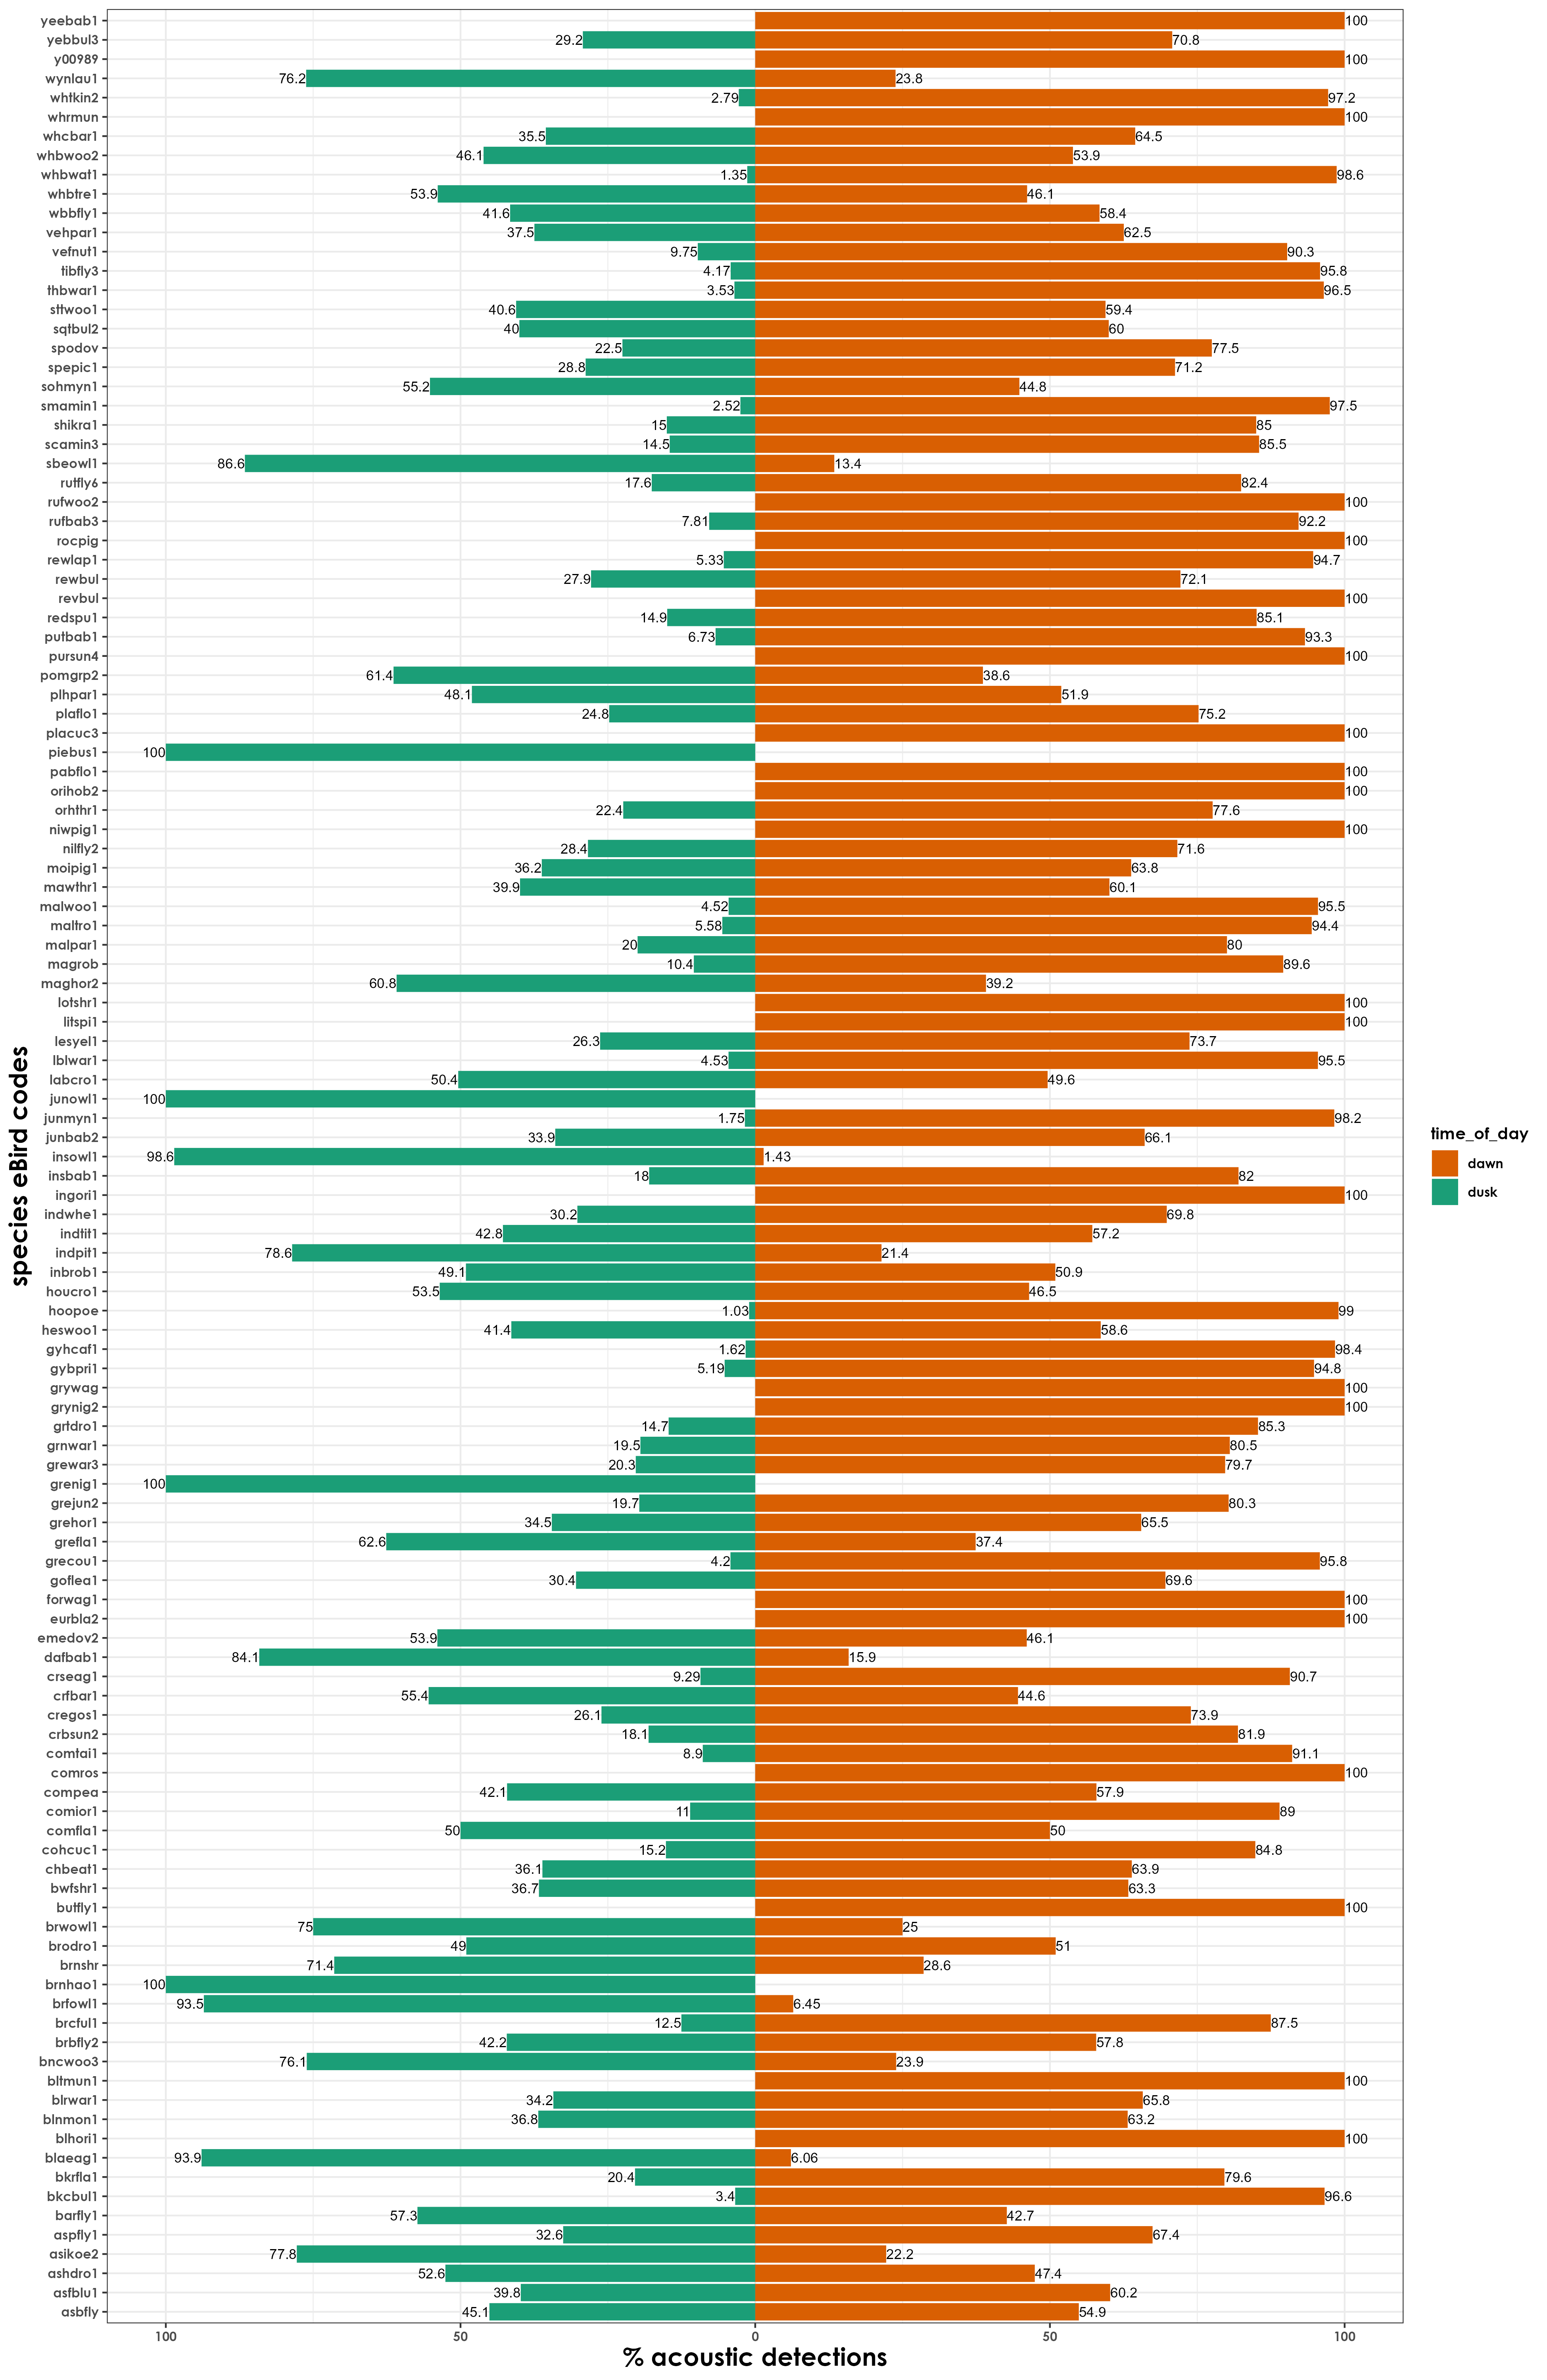 yeebab1 100
yebbul3 29.2 70.8
y00989 100
wynlau1 76.2 23.8
whtkin2 2.79 97.2
whrmun 100
whcbar1 35.5 64.5
whbwoo2 46.1 53.9
whbwat1 1.35 98.6
whbtre1 53.9 46.1
wbbfly1 41.6 58.4
vehpar1 37.5 62.5
vefnut1 9.75 90.3
tibfly3 4.17 95.8
thbwar1 3.53 96.5
sttwoo1 40.6 59.4
sqtbul2 40 60
spodov 22.5 77.5
spepic1 28.8 71.2
sohmyn1 55.2 44.8
smamin1 2.52 97.5
shikra1 15 85
scamin3 14.5 85.5
sbeowl1 86.6 13.4
rutfly6 17.6 82.4
rufwoo2 100
rufbab3 7.81 92.2
rocpig 100
rewlap1 5.33 94.7
rewbul 27.9 72.1
revbul 100
redspu1 14.9 85.1
putbab1 6.73 93.3
pursun4 100
pomgrp2 61.4 38.6
plhpar1 48.1 51.9
plaflo1 24.8 75.2
placuc3 100
piebus1 100
pabflo1 100
orihob2 100
orhthr1 22.4 77.6
niwpig1 100
nilfly2 28.4 71.6
moipig1 36.2 63.8
mawthr1 39.9 60.1
malwoo1 4.52 95.5
maltro1 5.58 94.4
malpar1 20 80
magrob 10.4 89.6
maghor2 60.8 39.2
lotshr1 100
litspi1 100
lesyel1 26.3 73.7
lblwar1 4.53 95.5
labcro1 50.4 49.6
junowl1 100
junmyn1 1.75 98.2
junbab2 33.9 66.1
insowl1 98.6 1.43
insbab1 18 82
ingori1 100
indwhe1 30.2 69.8
indtit1 42.8 57.2
indpit1 78.6 21.4
inbrob1 49.1 50.9
houcro1 53.5 46.5
hoopoe 1.03 99
heswoo1 41.4 58.6
gyhcaf1 1.62 98.4
gybpri1 5.19 94.8
grywag 100
grynig2 100
grtdro1 14.7 85.3
grnwar1 19.5 80.5
grewar3 20.3 79.7
grenig1 100
grejun2 19.7 80.3
grehor1 34.5 65.5
grefla1 62.6 37.4
grecou1 4.2 95.8
goflea1 30.4 69.6
forwag1 100
eurbla2 100
emedov2 53.9 46.1
dafbab1 84.1 15.9
crseag1 9.29 90.7
crfbar1 55.4 44.6
cregos1 26.1 73.9
crbsun2 18.1 81.9
comtai1 8.9 91.1
comros 100
compea 42.1 57.9
comior1 11 89
comfla1 50 50
cohcuc1 15.2 84.8
chbeat1 36.1 63.9
bwfshr1 36.7 63.3
butfly1 100
brwowl1 75 25
brodro1 49 51
brnshr 71.4 28.6
brnhao1 100
brfowl1 93.5 6.45
brcful1 12.5 87.5
brbfly2 42.2 57.8
bncwoo3 76.1 23.9
bltmun1 100
blrwar1 34.2 65.8
blnmon1 36.8 63.2
blhori1 100
blaeag1 93.9 6.06
bkrfla1 20.4 79.6
bkcbul1 3.4 96.6
barfly1 57.3 42.7
aspfly1 32.6 67.4
asikoe2 77.8 22.2
ashdro1 52.6 47.4
asfblu1 39.8 60.2
asbfly 45.1 54.9
100 50 0 50 100
% acoustic detections
species eBird codes
time_of_day
dawn
dusk